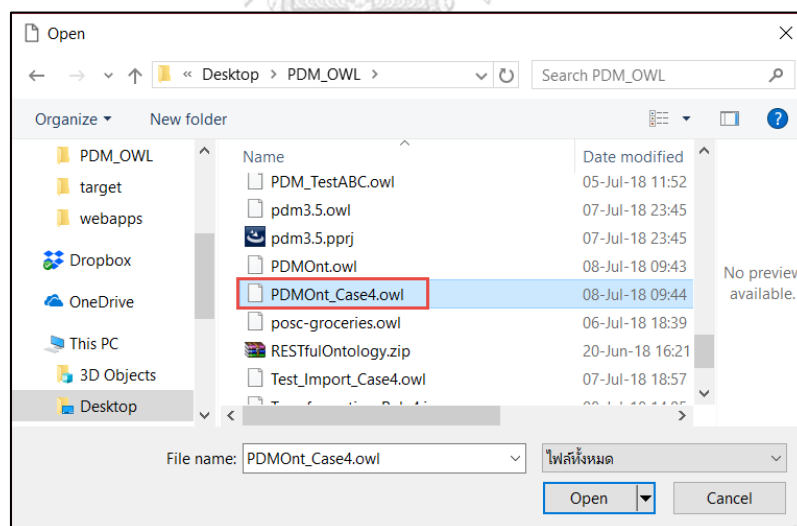 Open
« Desktop > PDM_OWL >
Search PDM_OWL
Organize
New folder
PDM_OWL
target
webapps
Dropbox
OneDrive
This PC
3D Objects
Desktop
Name
Date modified
PDM_TestABC.owl 05-Jul-18 11:52
pdm3.5.owl 07-Jul-18 23:45
pdm3.5.pprj 07-Jul-18 23:45
PDMOnt.owl 08-Jul-18 09:43
PDMOnt_Case4.owl 08-Jul-18 09:44
posc-groceries.owl 06-Jul-18 18:39
RESTfulOntology.zip 20-Jun-18 16:21
Test_Import_Case4.owl 07-Jul-18 18:57
No preview
available.
File name: PDMOnt_Case4.owl
ไฟล์ทั้งหมด
Open
Cancel